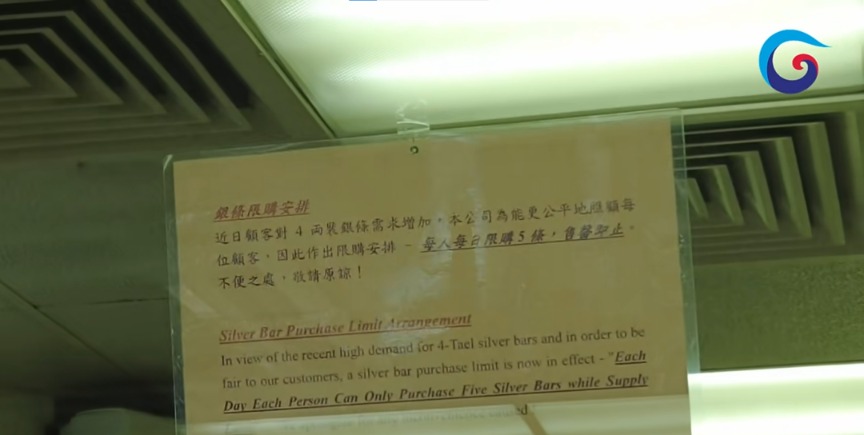 銀條限購安排
近日顧客對 4 兩裝銀條需求增加，本公司為能更公平地照顧每
位顧客，因此作出限購安排 – 每人每日限購5條，售罄即止。
不便之處，敬請原諒！
Silver Bar Purchase Limit Arrangement
In view of the recent high demand for 4-Tael silver bars and in order to be
fair to our customers, a silver bar purchase limit is now in effect - "Each
Day Each Person Can Only Purchase Five Silver Bars while Supply